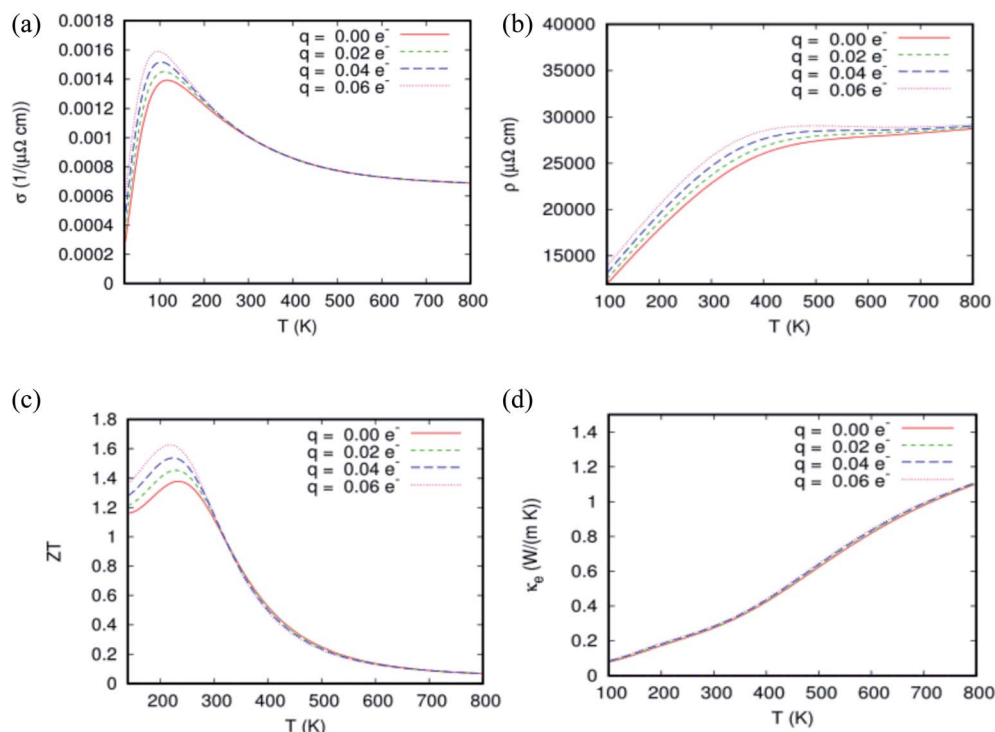 (a)
σ (1/(μΩ cm))
0.0018
0.0016
0.0014
0.0012
0.001
0.0008
0.0006
0.0004
0.0002
0
q = 0.00 e⁻
q = 0.02 e⁻
q = 0.04 e⁻
q = 0.06 e⁻
100 200 300 400 500 600 700 800
T (K)
(b)
ρ (μΩ cm)
40000
35000
30000
25000
20000
15000
q = 0.00 e⁻
q = 0.02 e⁻
q = 0.04 e⁻
q = 0.06 e⁻
100 200 300 400 500 600 700 800
T (K)
(c)
ZT
1.8
1.6
1.4
1.2
1
0.8
0.6
0.4
0.2
0
q = 0.00 e⁻
q = 0.02 e⁻
q = 0.04 e⁻
q = 0.06 e⁻
200 300 400 500 600 700 800
T (K)
(d)
κe (W/(m K))
1.4
1.2
1
0.8
0.6
0.4
0.2
0
q = 0.00 e⁻
q = 0.02 e⁻
q = 0.04 e⁻
q = 0.06 e⁻
100 200 300 400 500 600 700 800
T (K)